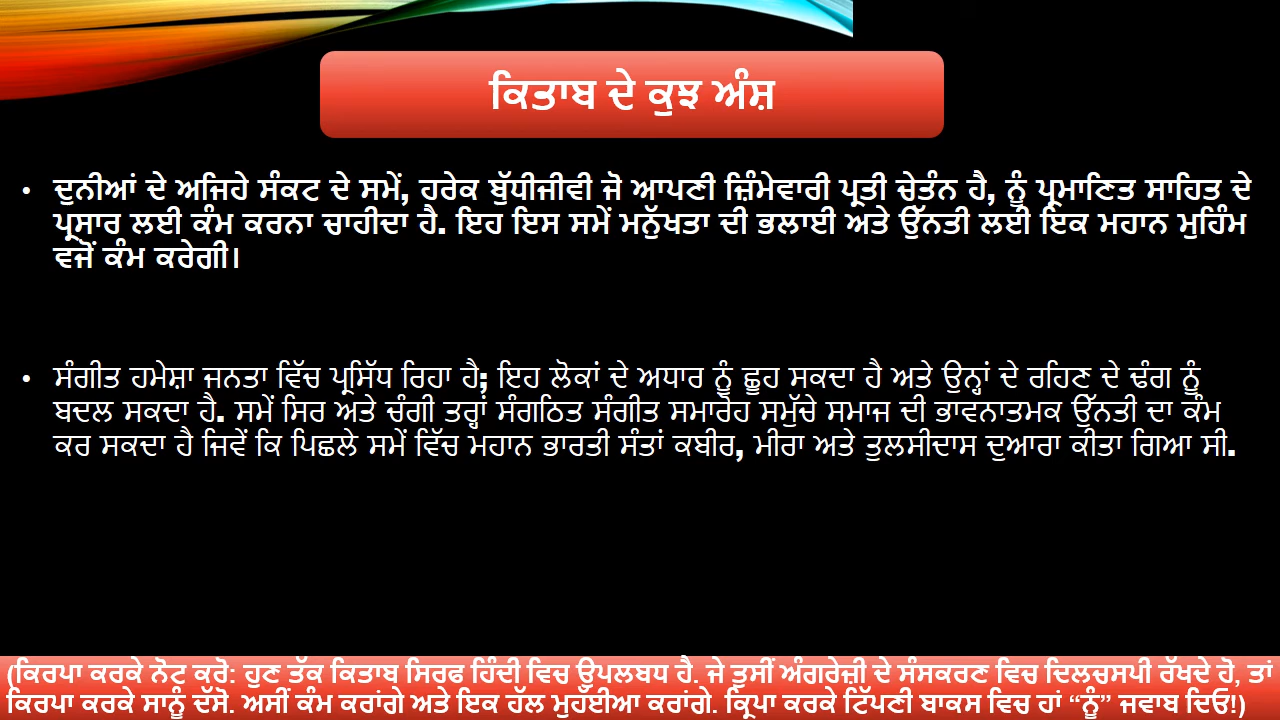 ਕਿਤਾਬ ਦੇ ਕੁਝ ਅੰਸ਼
• ਦੁਨੀਆਂ ਦੇ ਅਜਿਹੇ ਸੰਕਟ ਦੇ ਸਮੇਂ, ਹਰੇਕ ਬੁੱਧੀਜੀਵੀ ਜੋ ਆਪਣੀ ਜ਼ਿੰਮੇਵਾਰੀ ਪ੍ਰਤੀ ਚੇਤੰਨ ਹੈ, ਨੂੰ ਪ੍ਰਮਾਣਿਤ ਸਾਹਿਤ ਦੇ
ਪ੍ਰਸਾਰ ਲਈ ਕੰਮ ਕਰਨਾ ਚਾਹੀਦਾ ਹੈ. ਇਹ ਇਸ ਸਮੇਂ ਮਨੁੱਖਤਾ ਦੀ ਭਲਾਈ ਅਤੇ ਉੱਨਤੀ ਲਈ ਇਕ ਮਹਾਨ ਮੁਹਿੰਮ
ਵਜੋਂ ਕੰਮ ਕਰੇਗੀ।
• ਸੰਗੀਤ ਹਮੇਸ਼ਾ ਜਨਤਾ ਵਿੱਚ ਪ੍ਰਸਿੱਧ ਰਿਹਾ ਹੈ; ਇਹ ਲੋਕਾਂ ਦੇ ਅਧਾਰ ਨੂੰ ਛੂਹ ਸਕਦਾ ਹੈ ਅਤੇ ਉਨ੍ਹਾਂ ਦੇ ਰਹਿਣ ਦੇ ਢੰਗ ਨੂੰ
ਬਦਲ ਸਕਦਾ ਹੈ. ਸਮੇਂ ਸਿਰ ਅਤੇ ਚੰਗੀ ਤਰ੍ਹਾਂ ਸੰਗਠਿਤ ਸੰਗੀਤ ਸਮਾਰੋਹ ਸਮੁੱਚੇ ਸਮਾਜ ਦੀ ਭਾਵਨਾਤਮਕ ਉੱਨਤੀ ਦਾ ਕੰਮ
ਕਰ ਸਕਦਾ ਹੈ ਜਿਵੇਂ ਕਿ ਪਿਛਲੇ ਸਮੇਂ ਵਿੱਚ ਮਹਾਨ ਭਾਰਤੀ ਸੰਤਾਂ ਕਬੀਰ, ਮੀਰਾ ਅਤੇ ਤੁਲਸੀਦਾਸ ਦੁਆਰਾ ਕੀਤਾ ਗਿਆ ਸੀ.
(ਕਿਰਪਾ ਕਰਕੇ ਨੋਟ ਕਰੋ: ਹੁਣ ਤੱਕ ਕਿਤਾਬ ਸਿਰਫ ਹਿੰਦੀ ਵਿਚ ਉਪਲਬਧ ਹੈ. ਜੇ ਤੁਸੀਂ ਅੰਗਰੇਜ਼ੀ ਦੇ ਸੰਸਕਰਣ ਵਿਚ ਦਿਲਚਸਪੀ ਰੱਖਦੇ ਹੋ, ਤਾਂ
ਕਿਰਪਾ ਕਰਕੇ ਸਾਨੂੰ ਦੱਸੋ. ਅਸੀਂ ਕੰਮ ਕਰਾਂਗੇ ਅਤੇ ਇਕ ਹੱਲ ਮੁਹੱਈਆ ਕਰਾਂਗੇ. ਕ੍ਰਿਪਾ ਕਰਕੇ ਟਿੱਪਣੀ ਬਾਕਸ ਵਿਚ ਹਾਂ “ਨੂੰ” ਜਵਾਬ ਦਿਓ!)